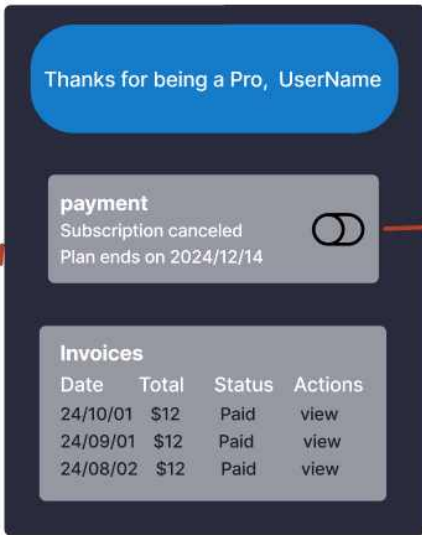 Thanks for being a Pro, UserName
payment
Subscription canceled
Plan ends on 2024/12/14
Invoices
Date Total Status Actions
24/10/01 $12 Paid view
24/09/01 $12 Paid view
24/08/02 $12 Paid view